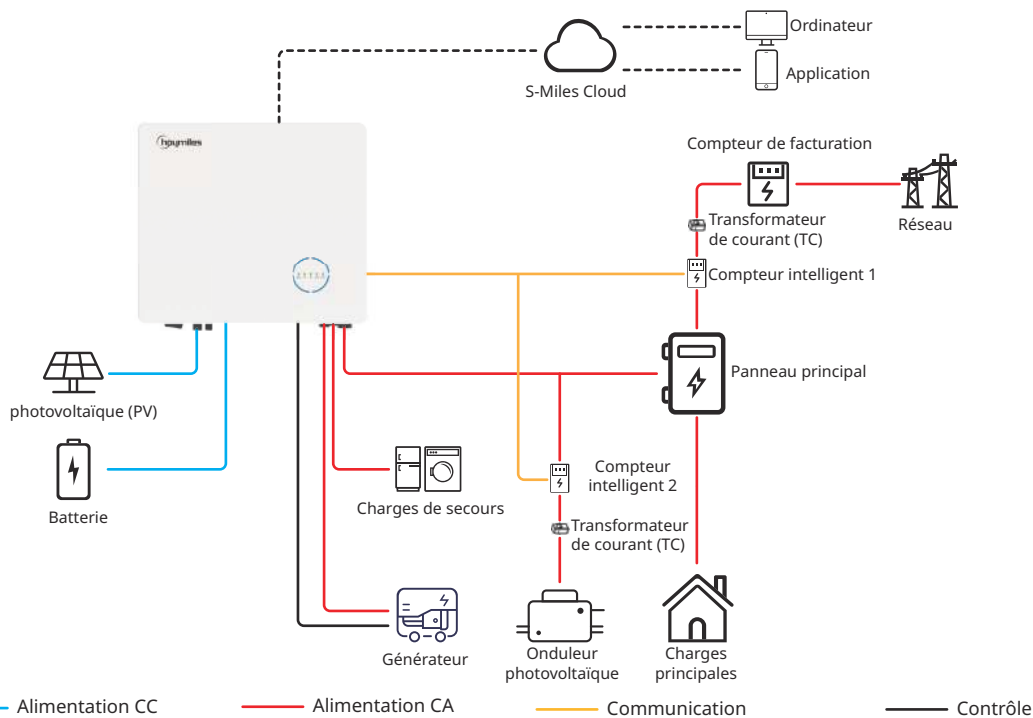 Ordinateur
Application
S-Miles Cloud
hoymiles
Compteur de facturation
Réseau
Transformateur
de courant (TC)
Compteur intelligent 1
Panneau principal
photovoltaïque (PV)
Batterie
Charges de secours
Compteur
intelligent 2
Transformateur
de courant (TC)
Générateur
Onduleur
photovoltaïque
Charges
principales
Alimentation CC
Alimentation CA
Communication
Contrôle